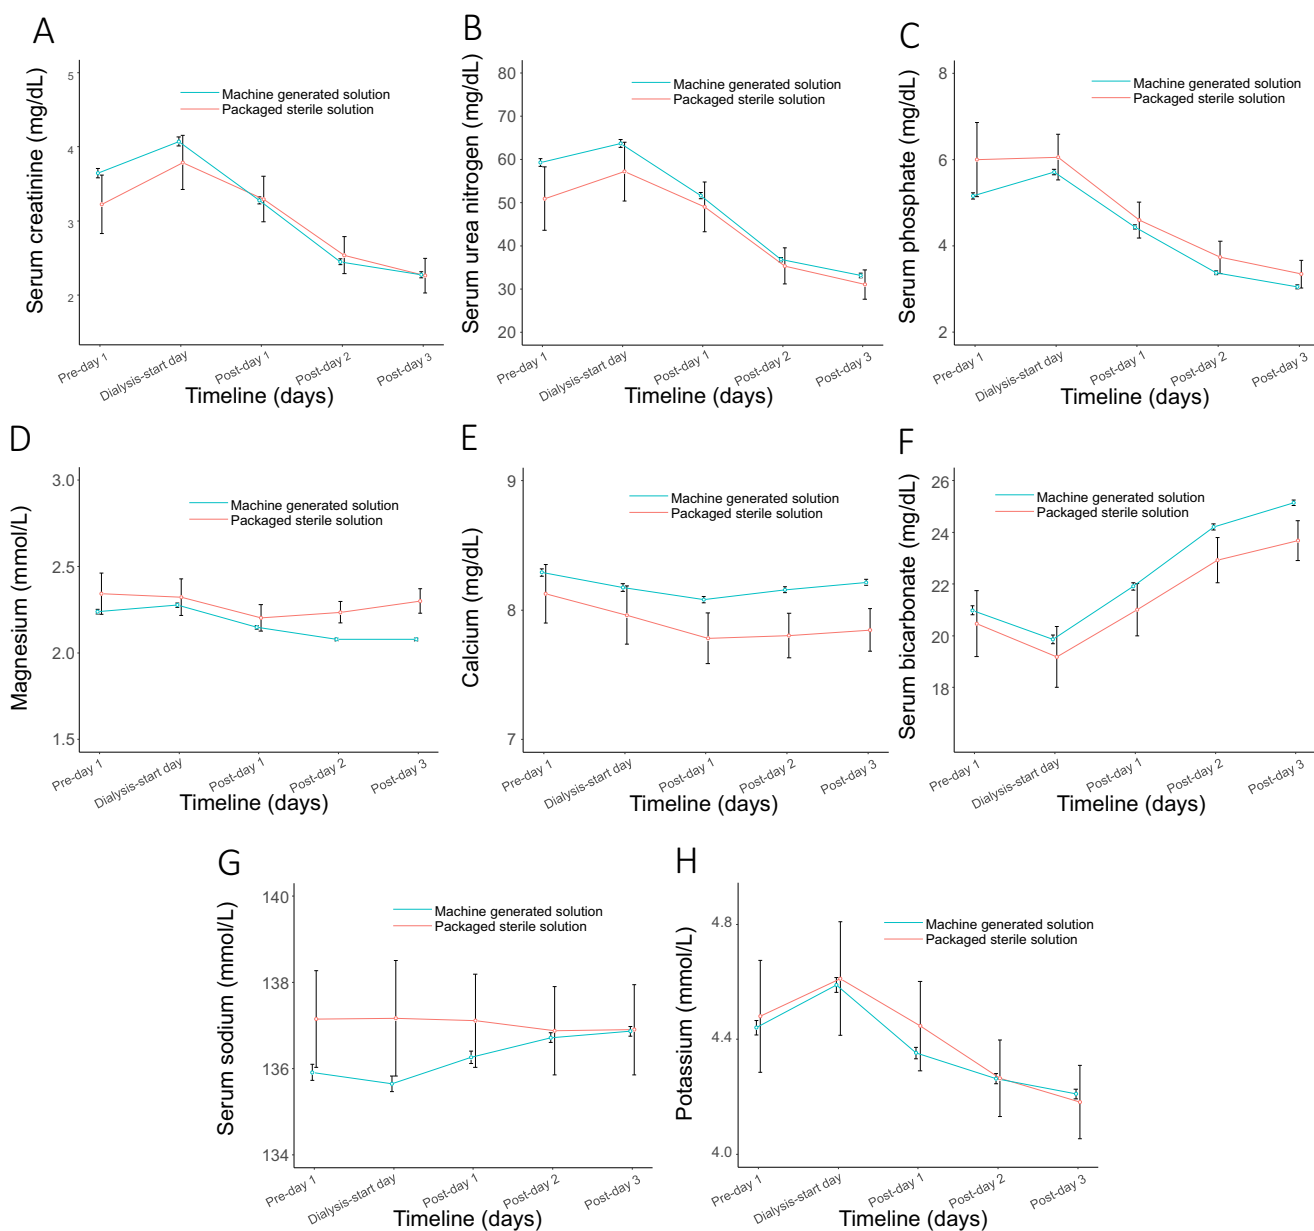 A
Serum creatinine (mg/dL)
5
4
3
2
Machine generated solution
Packaged sterile solution
Pre-day 1
Dialysis-start day
Post-day 1
Post-day 2
Post-day 3
Timeline (days)
B
Serum urea nitrogen (mg/dL)
80
70
60
50
40
30
20
Machine generated solution
Packaged sterile solution
Pre-day 1
Dialysis-start day
Post-day 1
Post-day 2
Post-day 3
Timeline (days)
C
Serum phosphate (mg/dL)
8
6
4
2
Machine generated solution
Packaged sterile solution
Pre-day 1
Dialysis-start day
Post-day 1
Post-day 2
Post-day 3
Timeline (days)
D
Magnesium (mmol/L)
3.0
2.5
2.0
1.5
Machine generated solution
Packaged sterile solution
Pre-day 1
Dialysis-start day
Post-day 1
Post-day 2
Post-day 3
Timeline (days)
E
Calcium (mg/dL)
9
8
7
Machine generated solution
Packaged sterile solution
Pre-day 1
Dialysis-start day
Post-day 1
Post-day 2
Post-day 3
Timeline (days)
F
Serum bicarbonate (mg/dL)
26
24
22
20
18
Machine generated solution
Packaged sterile solution
Pre-day 1
Dialysis-start day
Post-day 1
Post-day 2
Post-day 3
Timeline (days)
G
Serum sodium (mmol/L)
140
138
136
134
Machine generated solution
Packaged sterile solution
Pre-day 1
Dialysis-start day
Post-day 1
Post-day 2
Post-day 3
Timeline (days)
H
Potassium (mmol/L)
4.8
4.4
4.0
Machine generated solution
Packaged sterile solution
Pre-day 1
Dialysis-start day
Post-day 1
Post-day 2
Post-day 3
Timeline (days)